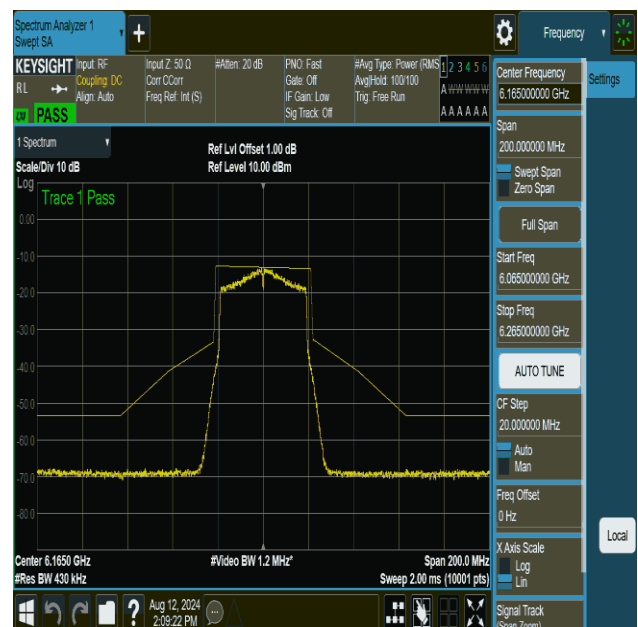 Spectrum Analyzer 1
Swept SA
+
Frequency
KEYSIGHT
RL
PASS
Input: RF
Coupling: DC
Align: Auto
Input Z: 50 Ω
Corr CCorr
Freq Ref: Int (S)
#Atten: 20 dB
PNO: Fast
Gate: Off
IF Gain: Low
Sig Track: Off
#Avg Type: Power (RMS
Avg|Hold: 100/100
Trig: Free Run
1 2 3 4 5 6
A W W W W W
A A A A A A
1 Spectrum
Scale/Div 10 dB
Ref Lvl Offset 1.00 dB
Ref Level 10.00 dBm
Log
Trace 1 Pass
0.00
-10.0
-20.0
-30.0
-40.0
-50.0
-60.0
-70.0
-80.0
Center 6.1650 GHz
#Res BW 430 kHz
#Video BW 1.2 MHz*
Span 200.0 MHz
Sweep 2.00 ms (10001 pts)
?
Aug 12, 2024
2:09:22 PM
Center Frequency
6.165000000 GHz
Span
200.000000 MHz
Swept Span
Zero Span
Full Span
Start Freq
6.065000000 GHz
Stop Freq
6.265000000 GHz
AUTO TUNE
CF Step
20.000000 MHz
Auto
Man
Freq Offset
0 Hz
X Axis Scale
Log
Lin
Signal Track
(Span Zoom)
Settings
Local